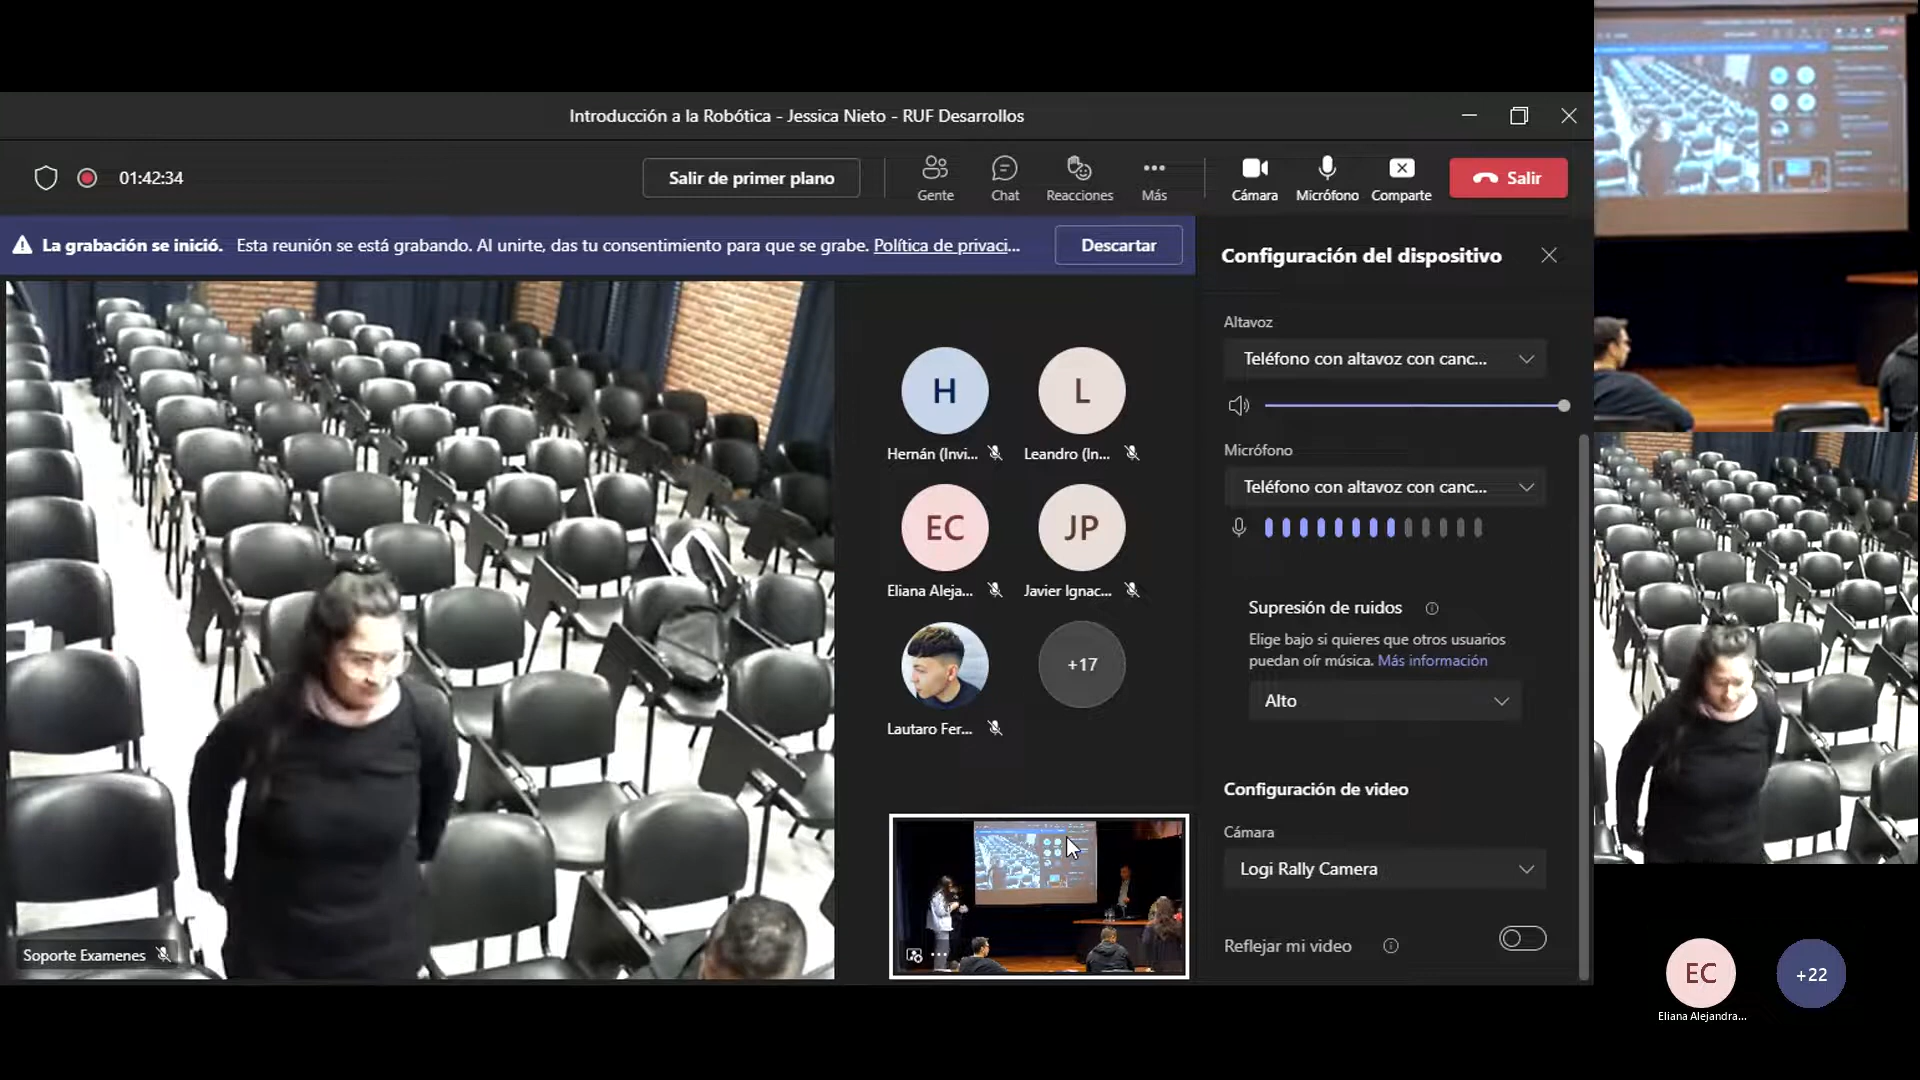 Introducción a la Robótica - Jessica Nieto - RUF Desarrollos
01:42:34
Salir de primer plano
Gente
Chat
Reacciones
Más
Cámara
Micrófono
Comparte
Salir
La grabación se inició. Esta reunión se está grabando. Al unirte, das tu consentimiento para que se grabe. Política de privaci...
Descartar
Configuración del dispositivo
Altavoz
Teléfono con altavoz con canc...
Micrófono
Teléfono con altavoz con canc...
Supresión de ruidos
Elige bajo si quieres que otros usuarios
puedan oír música. Más información
Alto
Configuración de video
Cámara
Logi Rally Camera
Reflejar mi video
H
Hernán (Invi...
L
Leandro (In...
EC
Eliana Aleja...
JP
Javier Ignac...
Lautaro Fer...
+17
Soporte Examenes
EC
Eliana Alejandra...
+22